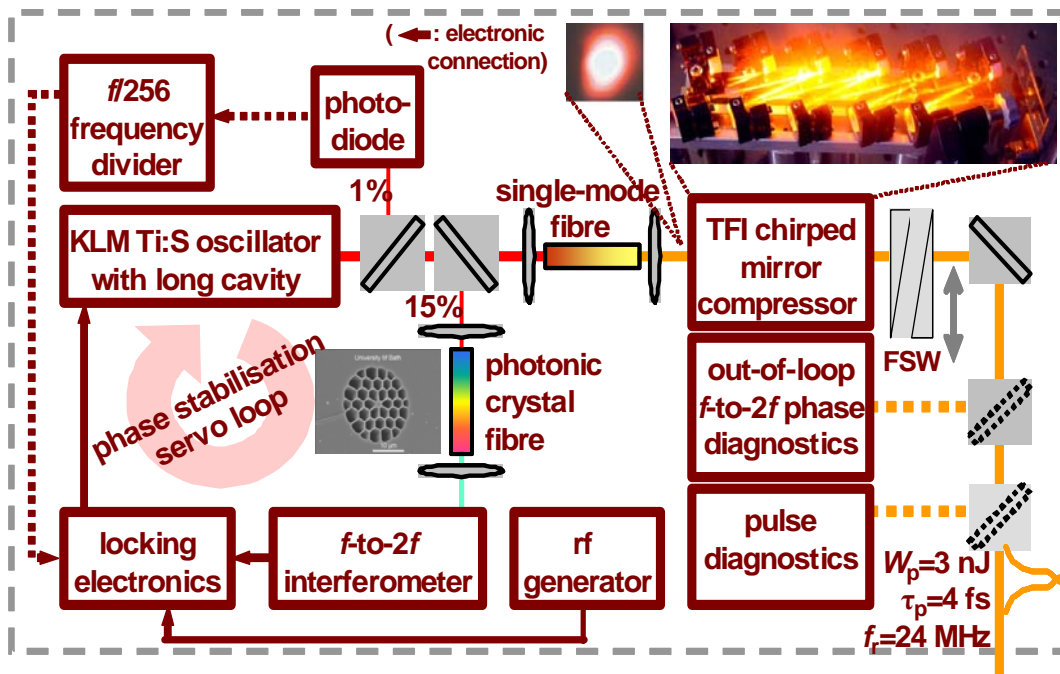 ( : electronic
connection)
f/256
frequency
divider
photo-
diode
1%
single-mode
fibre
KLM Ti:S oscillator
with long cavity
TFI chirped
mirror
compressor
15%
FSW
University of Bath
10 μm
photonic
crystal
fibre
phase stabilisation
servo loop
out-of-loop
f-to-2f phase
diagnostics
locking
electronics
f-to-2f
interferometer
rf
generator
pulse
diagnostics
Wp=3 nJ
τp=4 fs
fr=24 MHz